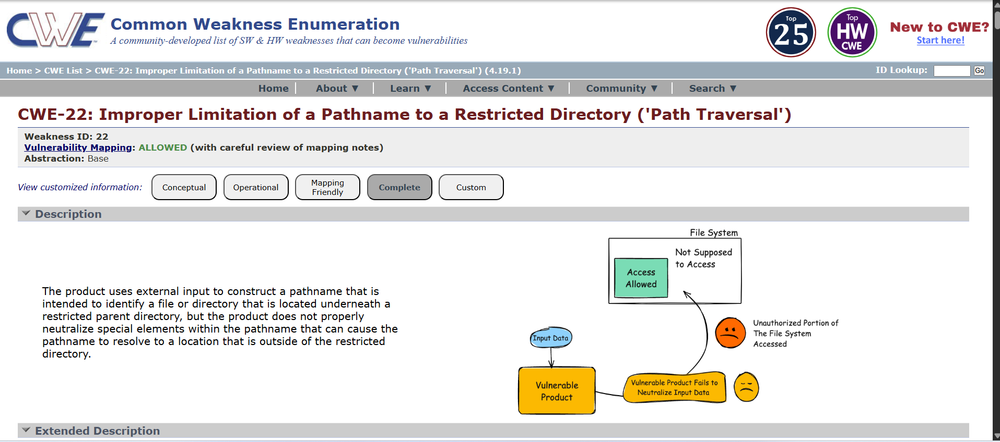 CWE
Common Weakness Enumeration
A community-developed list of SW & HW weaknesses that can become vulnerabilities
Top
25
Top
HW
CWE
New to CWE?
Start here!
Home > CWE List > CWE-22: Improper Limitation of a Pathname to a Restricted Directory ('Path Traversal') (4.19.1)
ID Lookup:
Go
Home
About ▼
Learn ▼
Access Content ▼
Community ▼
Search ▼
CWE-22: Improper Limitation of a Pathname to a Restricted Directory ('Path Traversal')
Weakness ID: 22
Vulnerability Mapping: ALLOWED (with careful review of mapping notes)
Abstraction: Base
View customized information:
Conceptual
Operational
Mapping
Friendly
Complete
Custom
Description
The product uses external input to construct a pathname that is
intended to identify a file or directory that is located underneath a
restricted parent directory, but the product does not properly
neutralize special elements within the pathname that can cause the
pathname to resolve to a location that is outside of the restricted
directory.
File System
Not Supposed
to Access
Access
Allowed
Unauthorized Portion of
The File System
Accessed
Input Data
Vulnerable
Product
Vulnerable Product Fails to
Neutralize Input Data
Extended Description